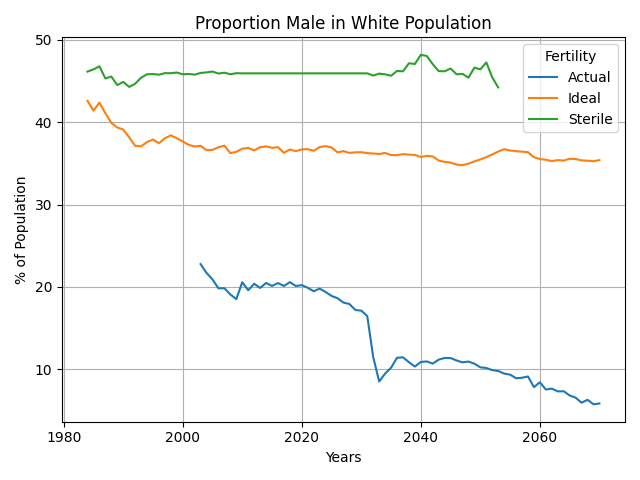 Proportion Male in White Population
% of Population
50
40
30
20
10
1980
2000
2020
2040
2060
Years
Fertility
Actual
Ideal
Sterile